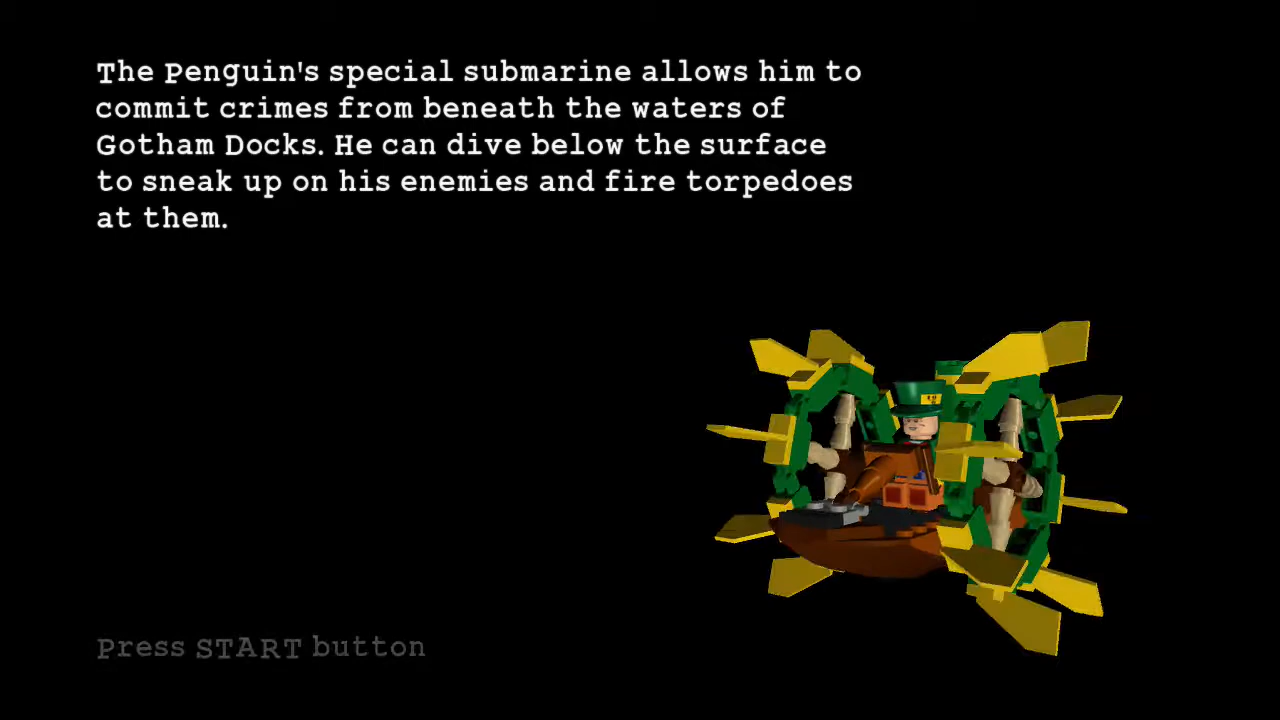 The Penguin's special submarine allows him to
commit crimes from beneath the waters of
Gotham Docks. He can dive below the surface
to sneak up on his enemies and fire torpedoes
at them.
Press START button